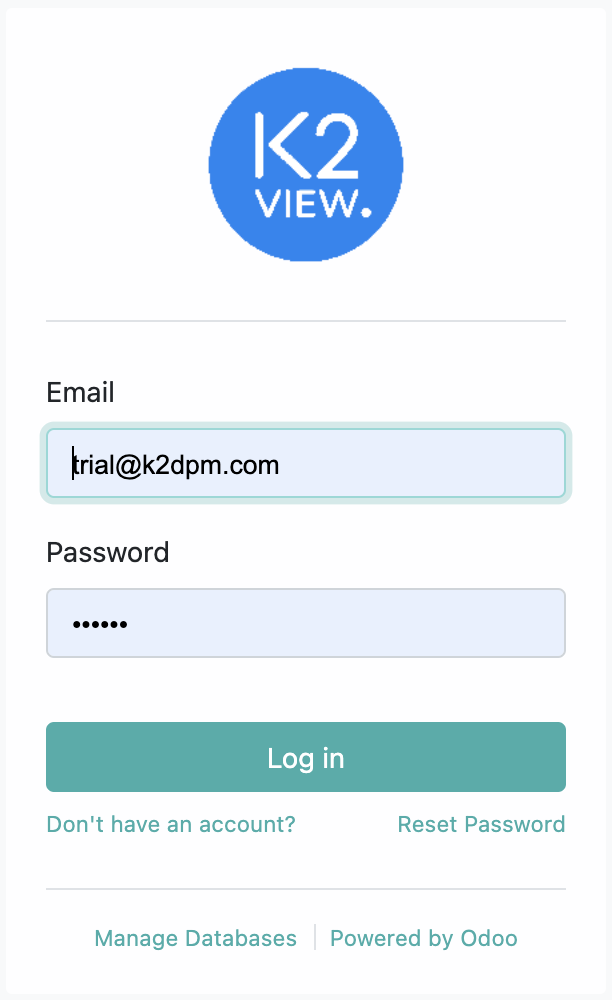 K2
VIEW.
Email
trial@k2dpm.com
Password
••••••
Log in
Don't have an account? Reset Password
Manage Databases | Powered by Odoo